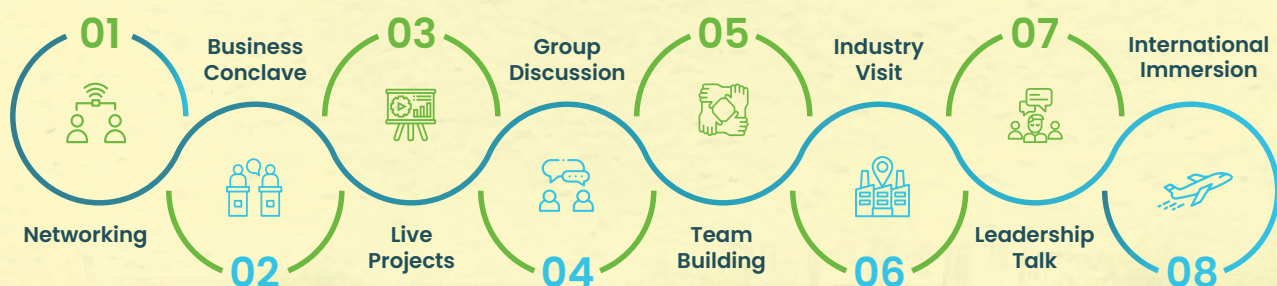 01
Networking
Business
Conclave
02
03
Live
Projects
Group
Discussion
04
05
Team
Building
Industry
Visit
06
07
Leadership
Talk
International
Immersion
08